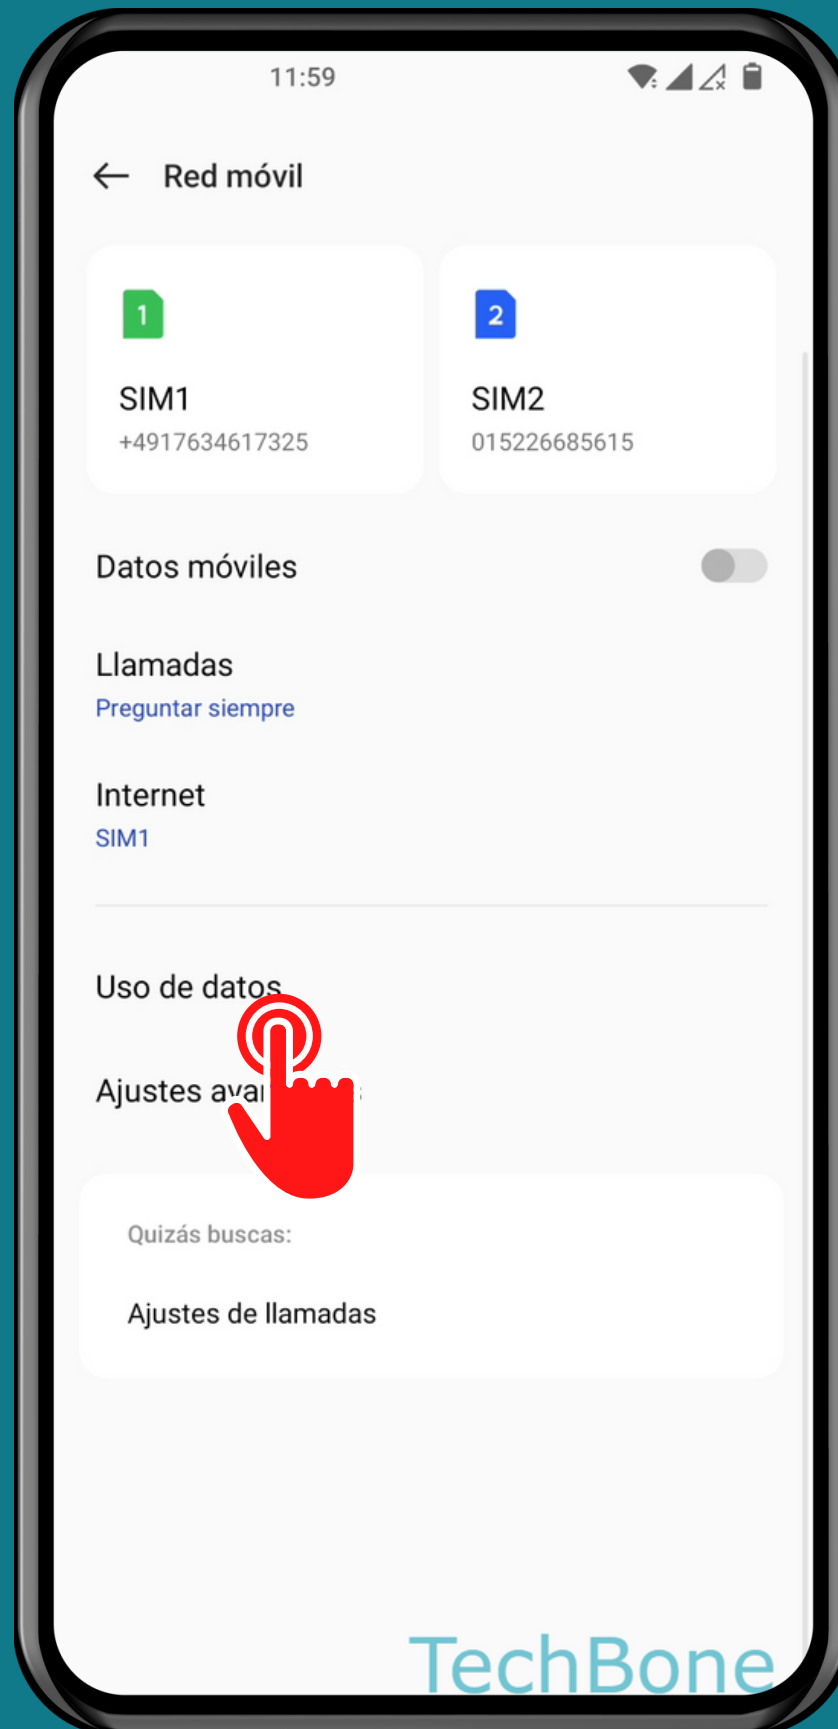 11:59
Red móvil
1
2
SIM1
SIM2
+4917634617325
015226685615
Datos móviles
Llamadas
Preguntar siempre
Internet
SIM1
Uso de datos
Ajustes
Quizás buscas:
Ajustes de llamadas
TechBone